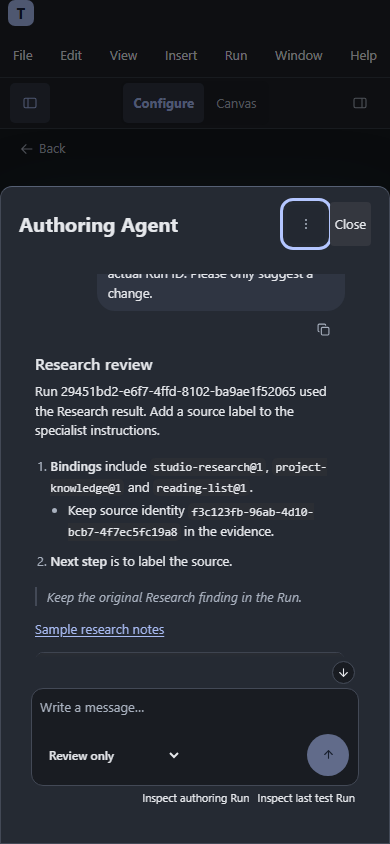 T
File Edit View Insert Run Window Help
Configure Canvas
Back
Authoring Agent
Close
actual Run ID. Please only suggest a
change.
Research review
Run 29451bd2-e6f7-4ffd-8102-ba9ae1f52065 used
the Research result. Add a source label to the
specialist instructions.
1. Bindings include studio-research@1, project-
knowledge@1 and reading-list@1.
• Keep source identity f3c123fb-96ab-4d10-
bcb7-4f7ec5fc19a8 in the evidence.
2. Next step is to label the source.
Keep the original Research finding in the Run.
Sample research notes
Write a message...
Review only
Inspect authoring Run Inspect last test Run